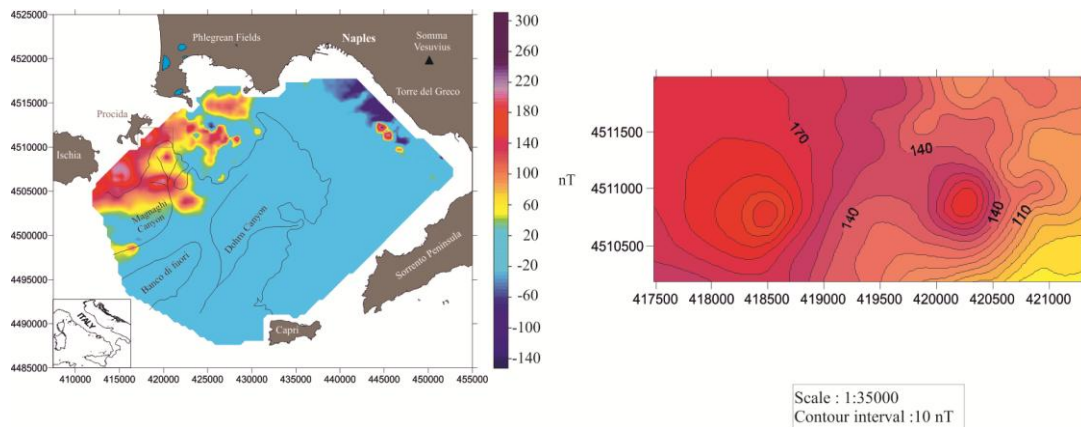 4525000
4520000
4515000
4510000
4505000
4500000
4495000
4490000
4485000
410000 415000 420000 425000 430000 435000 440000 445000 450000 455000
Phlegrean Fields
Naples
Somma
Vesuvius
Torre del Greco
Procida
Ischia
Magnaghi
Canyon
Dohrn Canyon
Banco di fuori
Sorrento Peninsula
Capri
ITALY
300
260
220
180
140
100
60
20
-20
-60
-100
-140
nT
4511500
4511000
4510500
417500 418000 418500 419000 419500 420000 420500 421000
170
140
140
140
110
Scale : 1:35000
Contour interval :10 nT